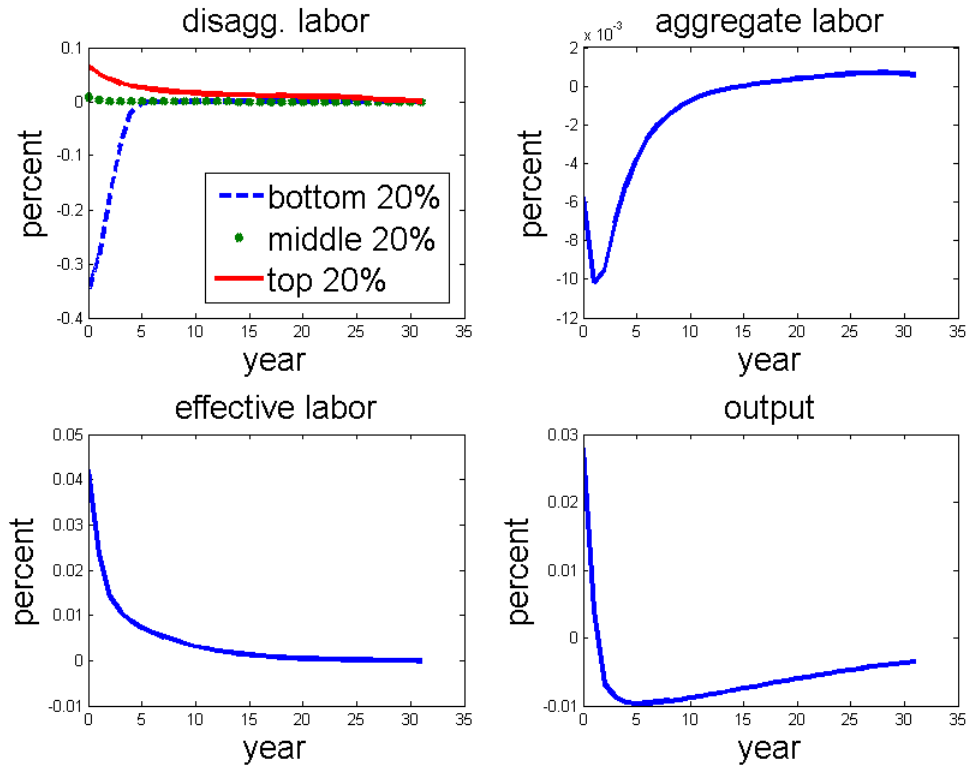 disagg. labor
0.1
0
-0.1
-0.2
-0.3
-0.4
percent
bottom 20%
middle 20%
top 20%
0 5 10 15 20 25 30 35
year
aggregate labor
x 10^-3
2
0
-2
-4
-6
-8
-10
-12
percent
0 5 10 15 20 25 30 35
year
effective labor
0.05
0.04
0.03
0.02
0.01
0
-0.01
percent
0 5 10 15 20 25 30 35
year
output
0.03
0.02
0.01
0
-0.01
percent
0 5 10 15 20 25 30 35
year